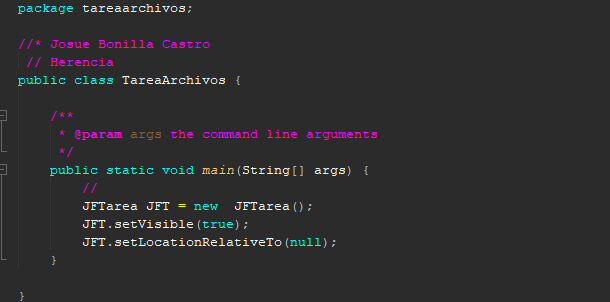 package tareaarchivos;
//* Josue Bonilla Castro
// Herencia
public class TareaArchivos {
/**
* @param args the command line arguments
*/
public static void main(String[] args) {
//
JFTarea JFT = new  JFTarea();
JFT.setVisible(true);
JFT.setLocationRelativeTo(null);
}
}